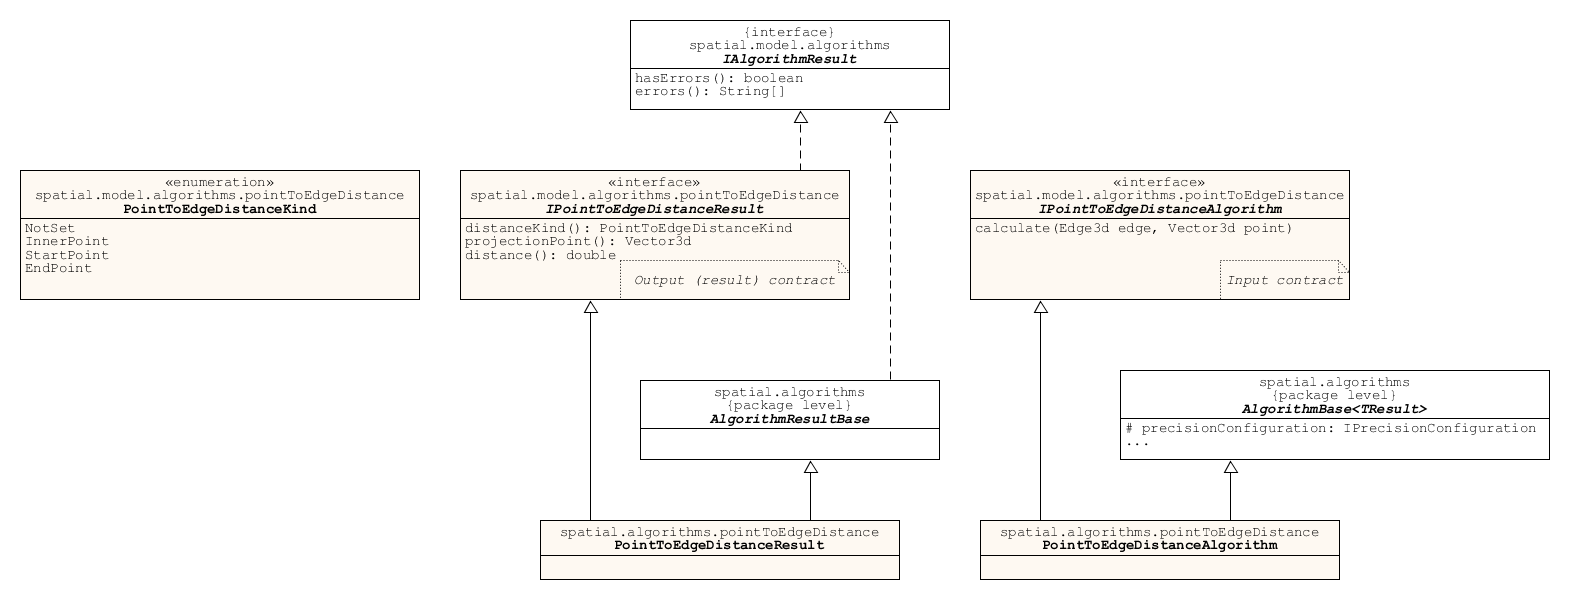 {interface}
spatial.model.algorithms
IAlgorithmResult
hasErrors(): boolean
errors(): String[]
«enumeration»
spatial.model.algorithms.pointToEdgeDistance
PointToEdgeDistanceKind
NotSet
InnerPoint
StartPoint
EndPoint
«interface»
spatial.model.algorithms.pointToEdgeDistance
IPointToEdgeDistanceResult
distanceKind(): PointToEdgeDistanceKind
projectionPoint(): Vector3d
distance(): double
Output (result) contract
«interface»
spatial.model.algorithms.pointToEdgeDistance
IPointToEdgeDistanceAlgorithm
calculate(Edge3d edge, Vector3d point)
Input contract
spatial.algorithms
{package level}
AlgorithmResultBase
spatial.algorithms
{package level}
AlgorithmBase<TResult>
# precisionConfiguration: IPrecisionConfiguration
...
spatial.algorithms.pointToEdgeDistance
PointToEdgeDistanceResult
spatial.algorithms.pointToEdgeDistance
PointToEdgeDistanceAlgorithm